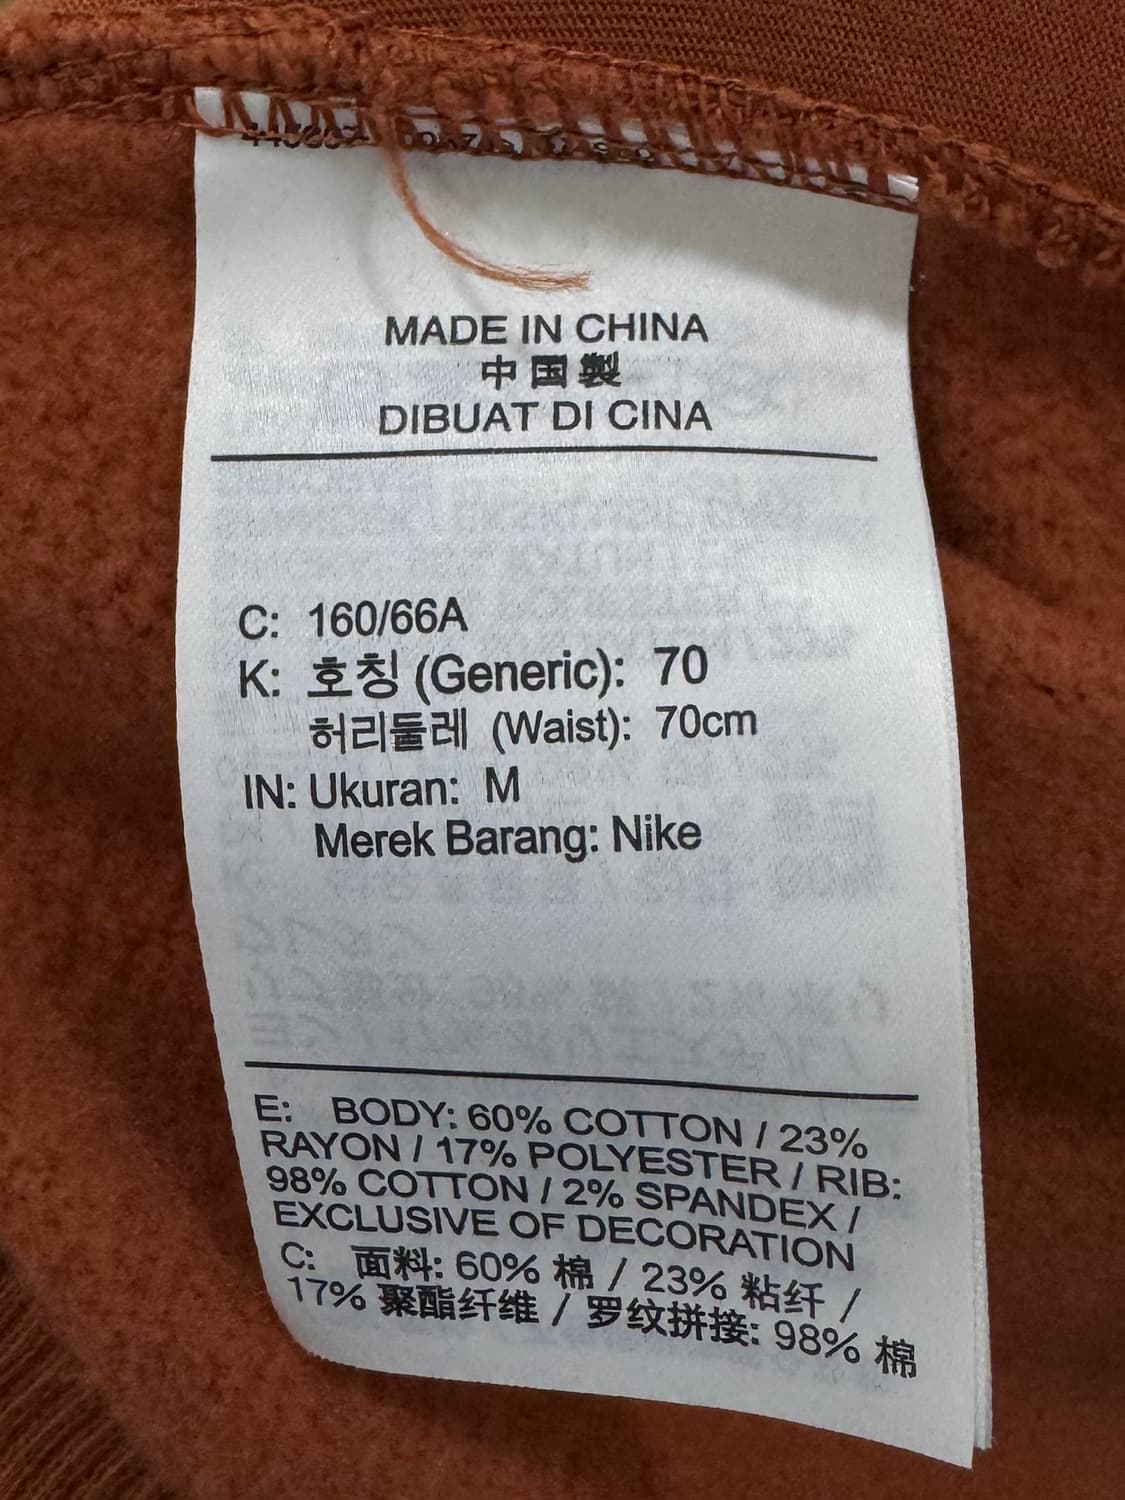 MADE IN CHINA
中国製
DIBUAT DI CINA
C: 160/66A
K: 호칭 (Generic): 70
허리둘레 (Waist): 70cm
IN: Ukuran: M
Merek Barang: Nike
E: BODY: 60% COTTON / 23%
RAYON / 17% POLYESTER / RIB:
98% COTTON / 2% SPANDEX /
EXCLUSIVE OF DECORATION
C: 面料: 60% 棉 / 23% 粘纤 /
17% 聚酯纤维 / 罗纹拼接: 98% 棉